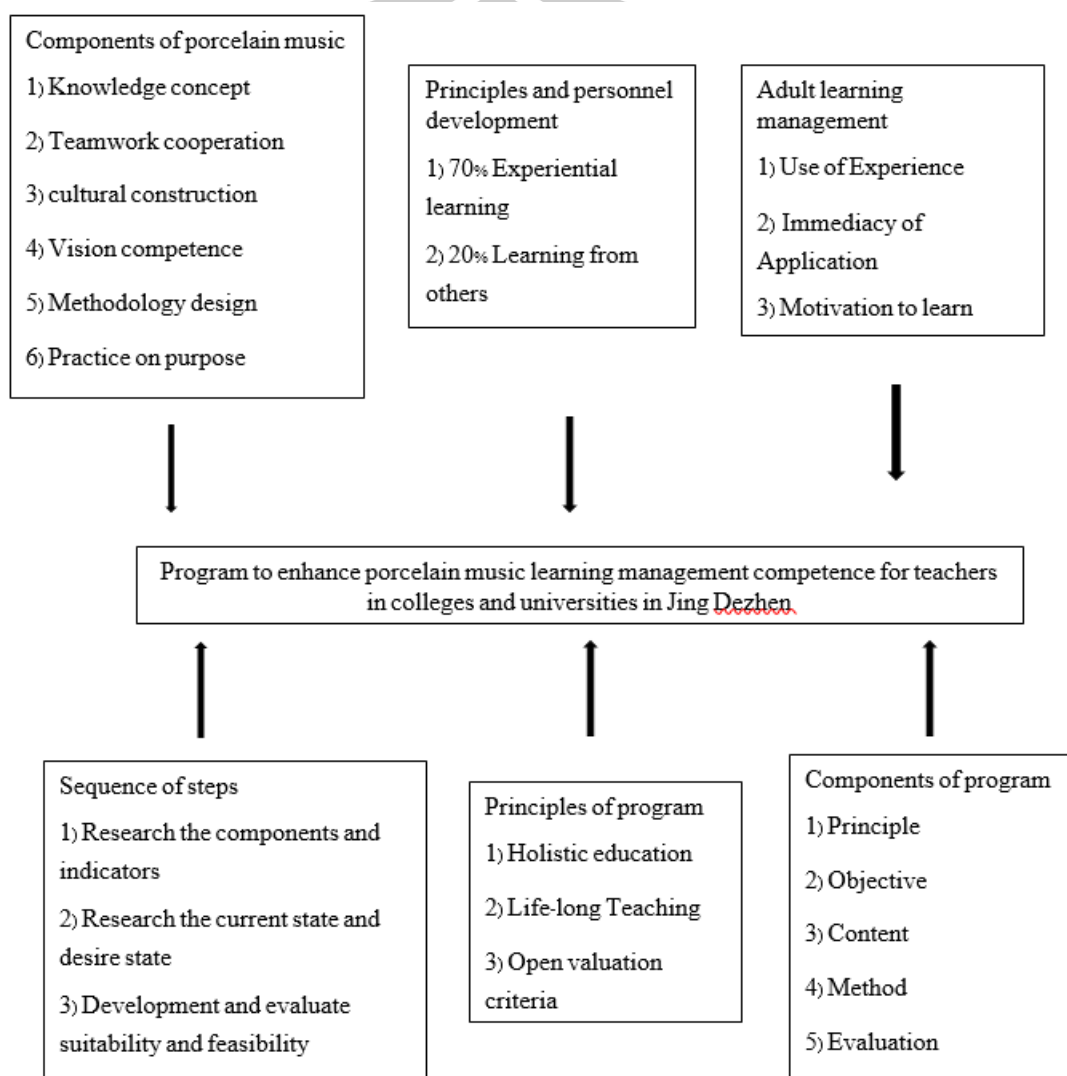 Components of porcelain music
1) Knowledge concept
2) Teamwork cooperation
3) cultural construction
4) Vision competence
5) Methodology design
6) Practice on purpose
Principles and personnel
development
1) 70% Experiential
learning
2) 20% Learning from
others
Adult learning
management
1) Use of Experience
2) Immediacy of
Application
3) Motivation to learn
Program to enhance porcelain music learning management competence for teachers
in colleges and universities in Jing Dezhen
Sequence of steps
1) Research the components and
indicators
2) Research the current state and
desire state
3) Development and evaluate
suitability and feasibility
Principles of program
1) Holistic education
2) Life-long Teaching
3) Open valuation
criteria
Components of program
1) Principle
2) Objective
3) Content
4) Method
5) Evaluation